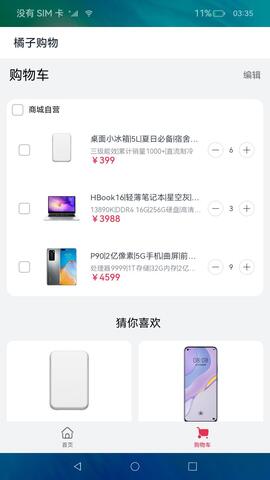 没有 SIM 卡 11% 03:35
橘子购物
购物车 编辑
商城自营
桌面小冰箱|5L|夏日必备|宿舍...
三级能效|累计销量1000+|直流制冷
￥399 6
HBook16|轻薄笔记本|星空灰|...
13890K|DDR4 16G|256G硬盘|高清...
￥3988 3
P90|2亿像素|5G手机|曲屏|前...
处理器9999|1T存储|32G内存|2亿...
￥4599 9
猜你喜欢
首页 购物车